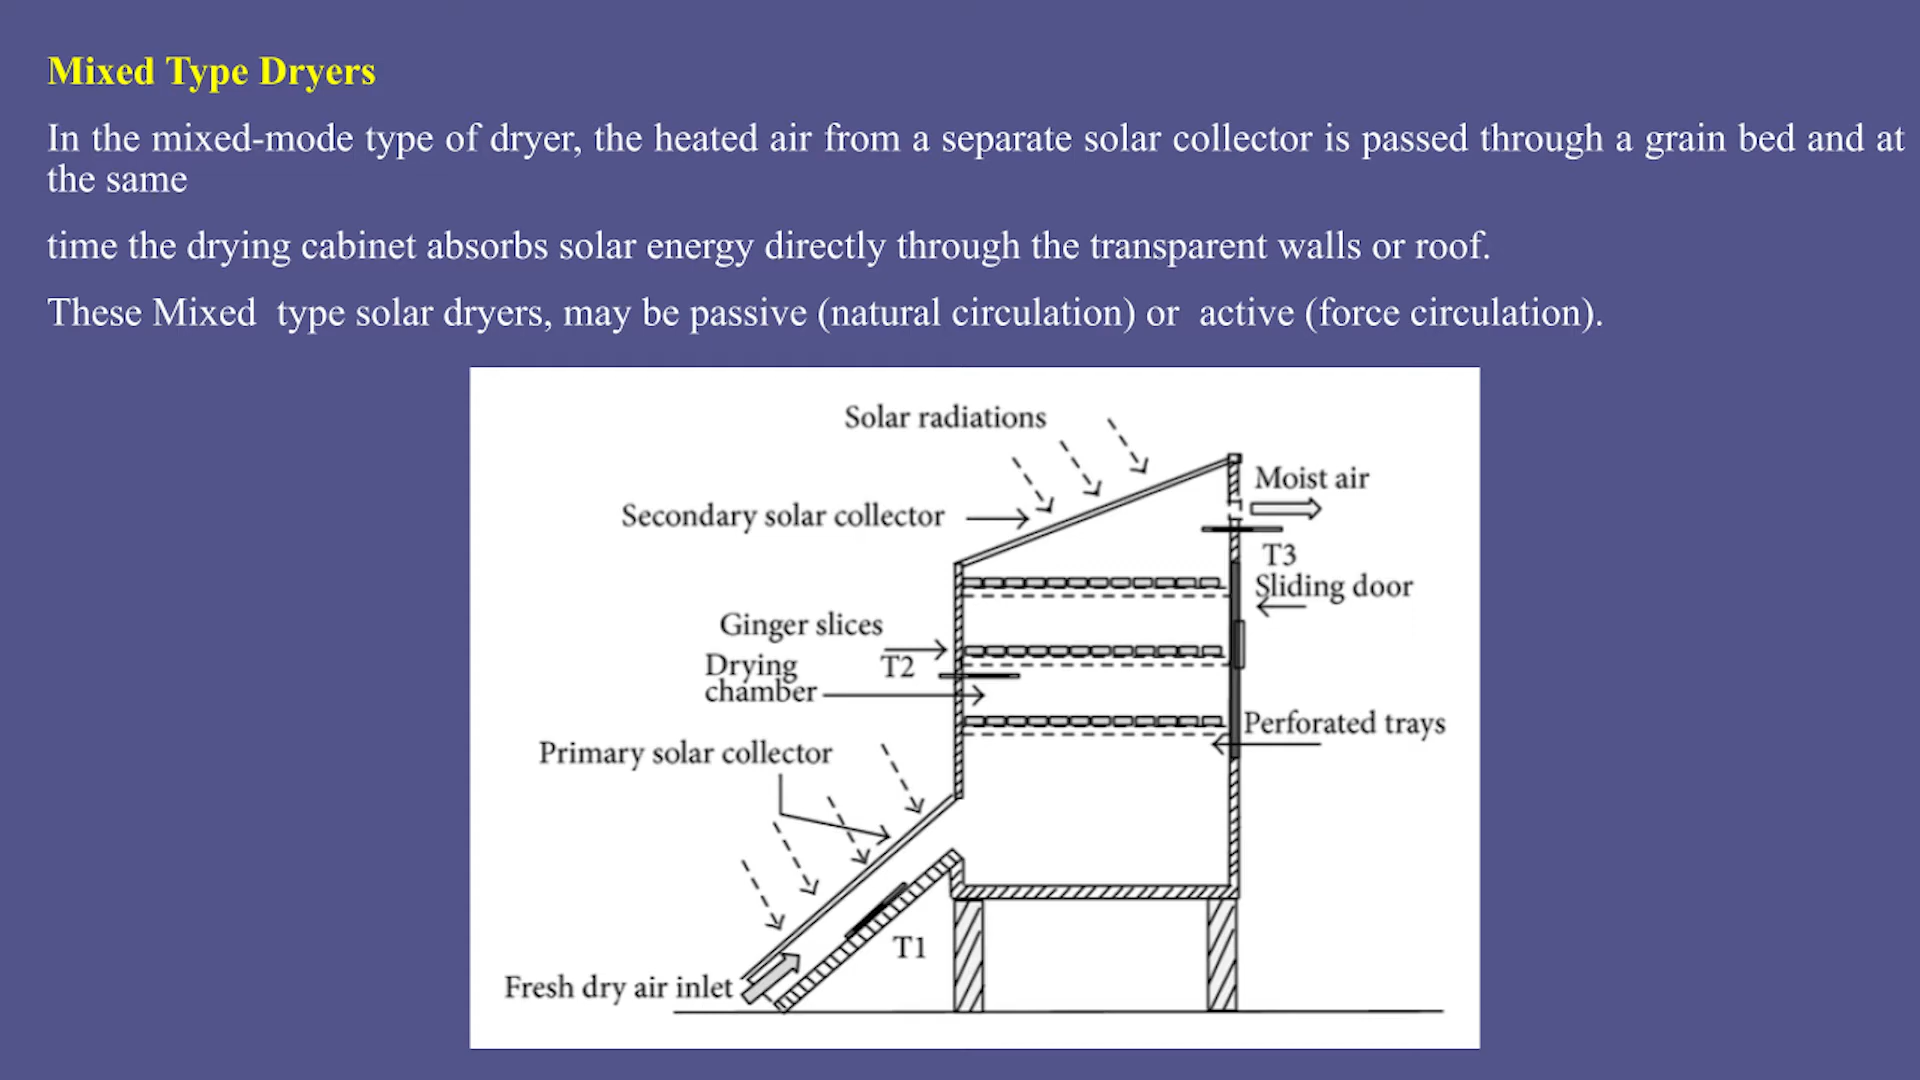 Mixed Type Dryers
In the mixed-mode type of dryer, the heated air from a separate solar collector is passed through a grain bed and at
the same
time the drying cabinet absorbs solar energy directly through the transparent walls or roof.
These Mixed  type solar dryers, may be passive (natural circulation) or  active (force circulation).
Solar radiations
Moist air
Secondary solar collector
T3
Sliding door
Ginger slices
T2
Drying
chamber
Perforated trays
Primary solar collector
T1
Fresh dry air inlet